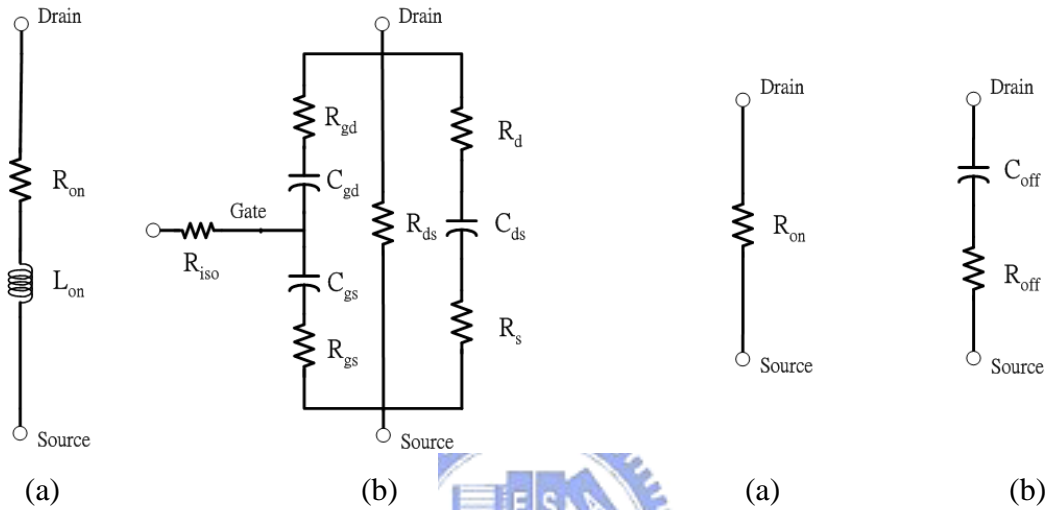 Drain
R_on
L_on
Source
(a)
Drain
R_gd
C_gd
Gate
R_iso
C_gs
R_gs
R_ds
R_d
C_ds
R_s
Source
(b)
Drain
R_on
Source
(a)
Drain
C_off
R_off
Source
(b)
E S A